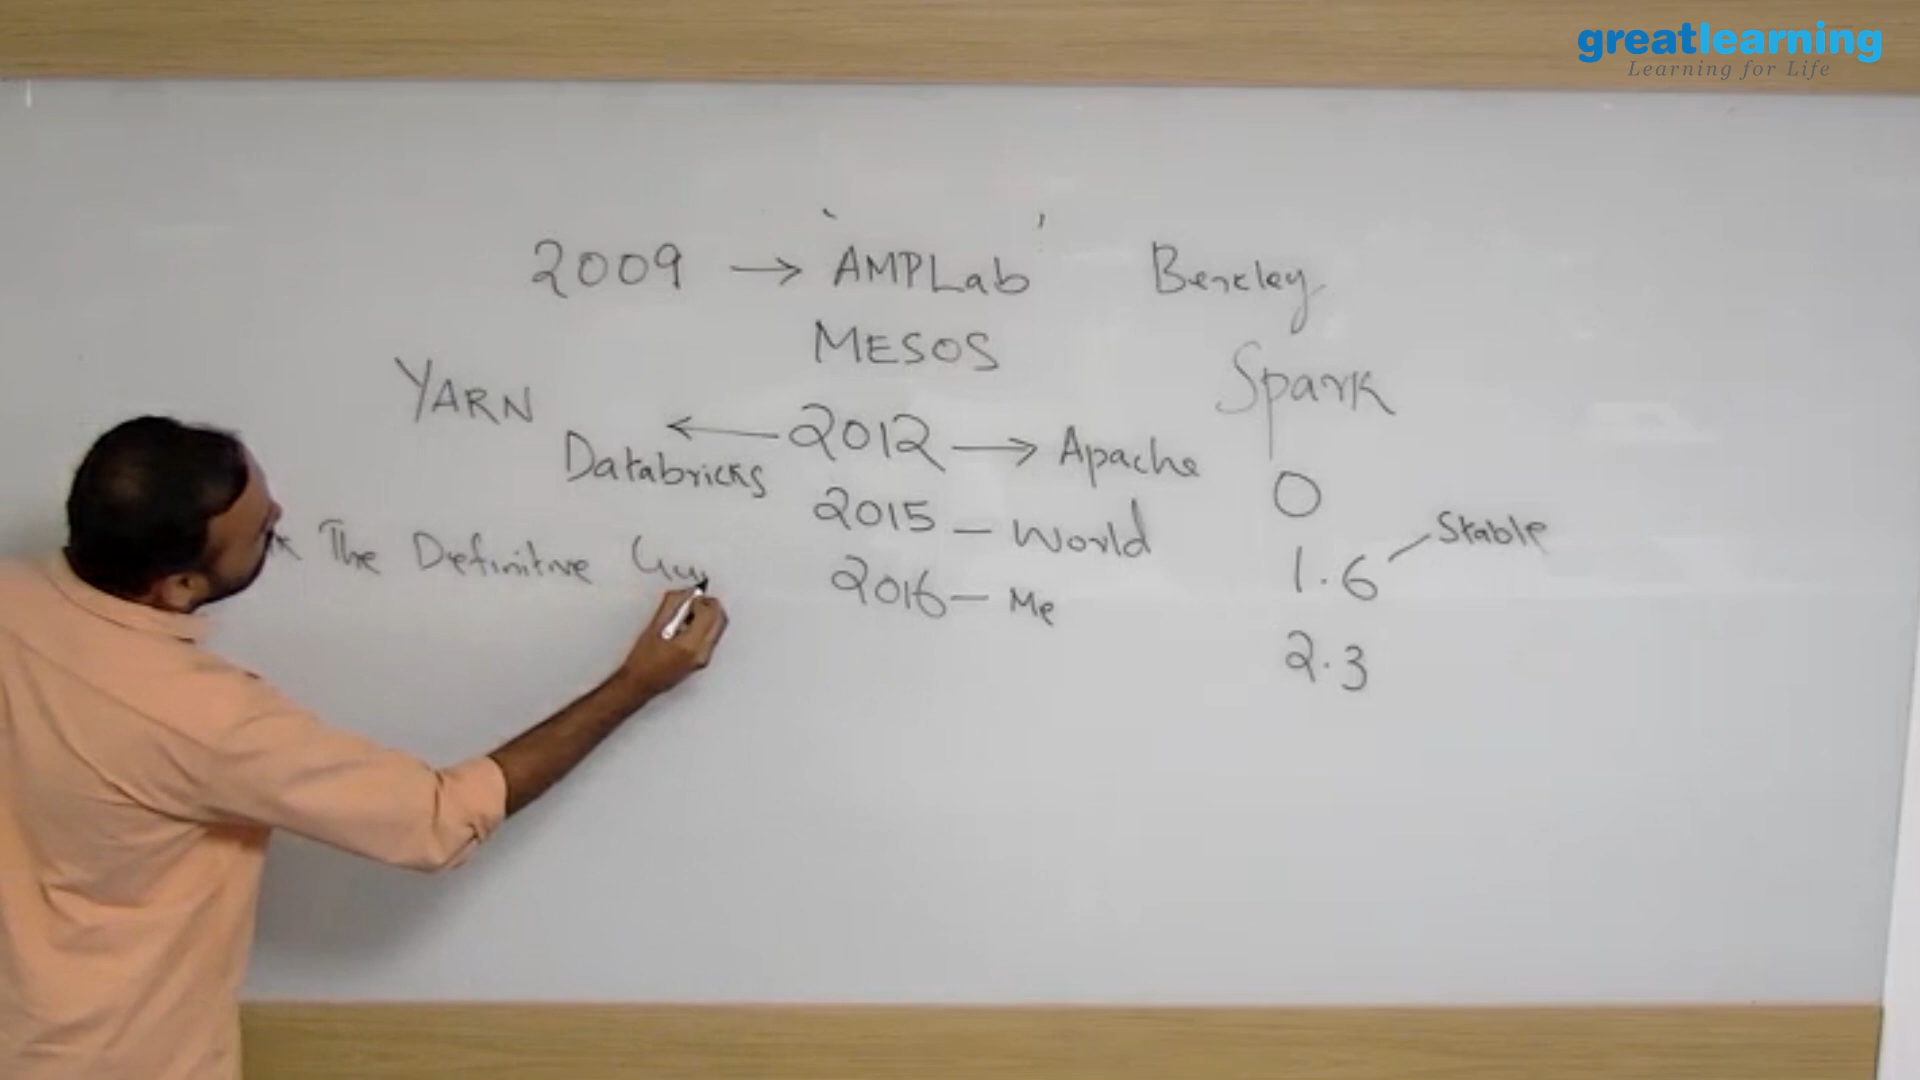 greatlearning
Learning for Life
2009 → 'AMPLab' Berkley
MESOS
YARN
Spark
Databricks ← 2012 → Apache
0
2015 - World
1.6 - Stable
The Definitive Gu
2016 - Me
2.3